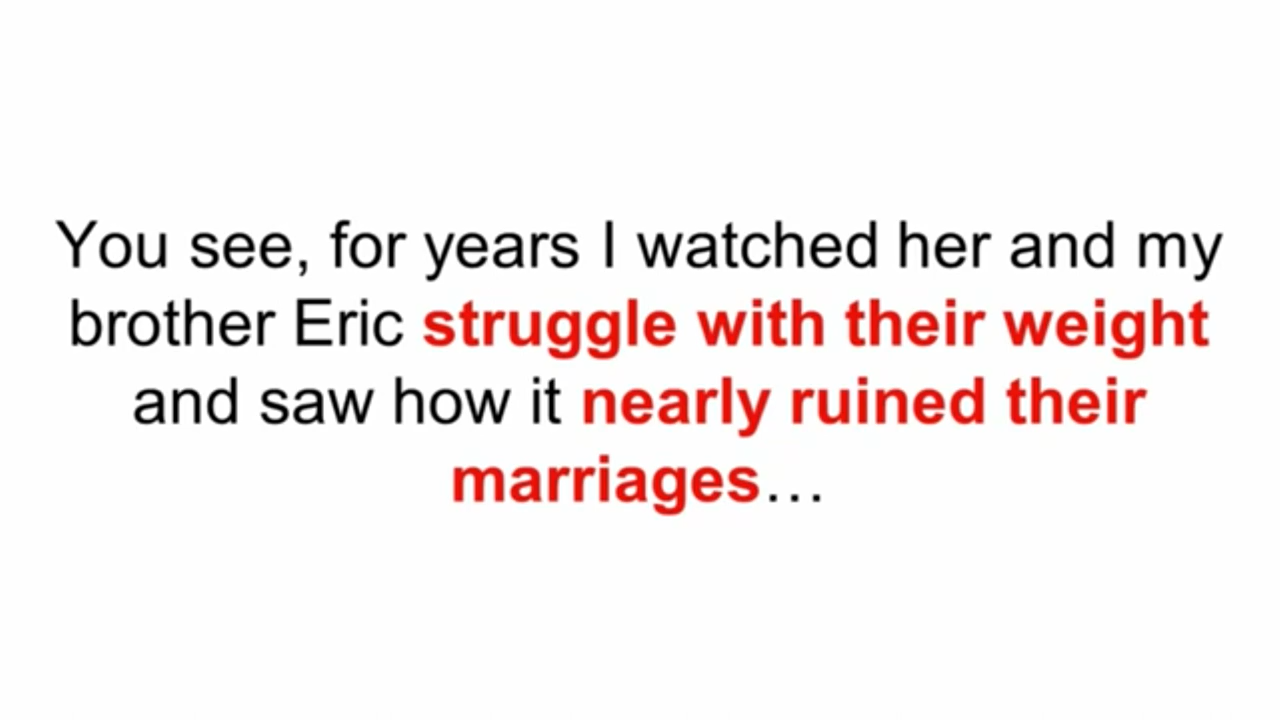 You see, for years I watched her and my
brother Eric struggle with their weight
and saw how it nearly ruined their
marriages…